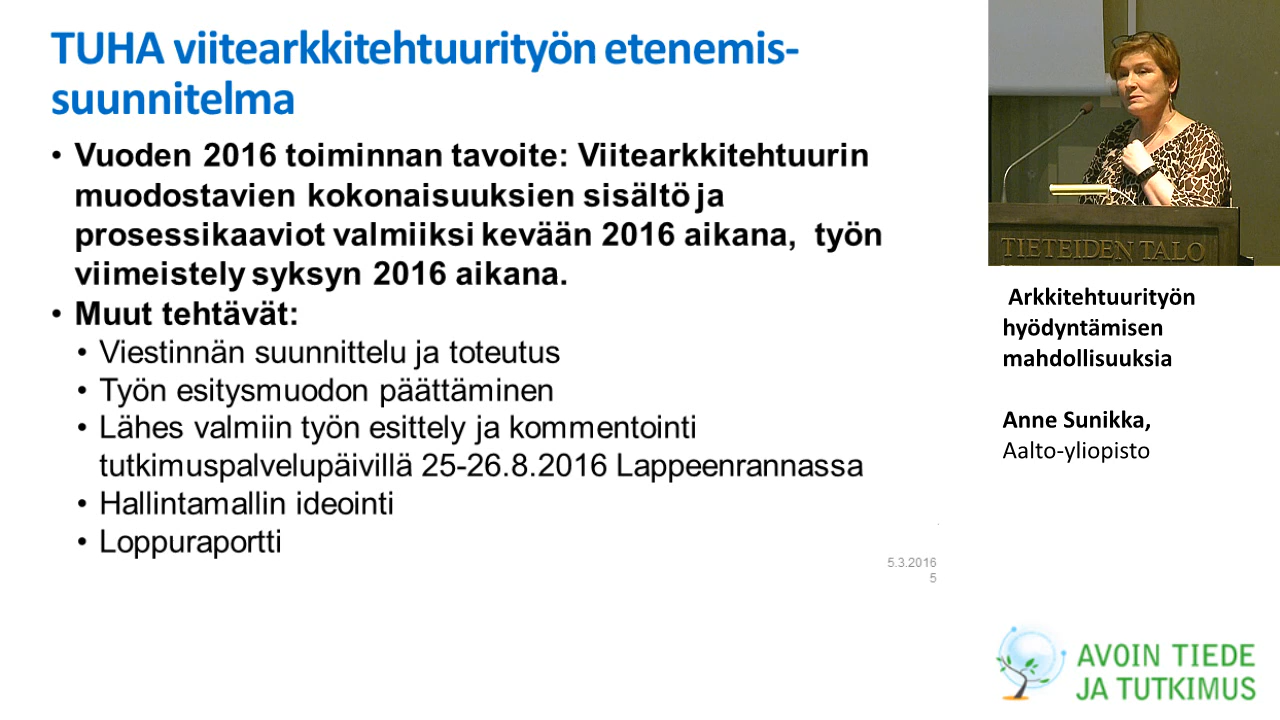 TUHA viitearkkitehtuurityön etenemis-
suunnitelma
• Vuoden 2016 toiminnan tavoite: Viitearkkitehtuurin
muodostavien kokonaisuuksien sisältö ja
prosessikaaviot valmiiksi kevään 2016 aikana, työn
viimeistely syksyn 2016 aikana.
• Muut tehtävät:
• Viestinnän suunnittelu ja toteutus
• Työn esitysmuodon päättäminen
• Lähes valmiin työn esittely ja kommentointi
tutkimuspalvelupäivillä 25-26.8.2016 Lappeenrannassa
• Hallintamallin ideointi
• Loppuraportti
5.3.2016
5
TIETEIDEN TALO
Arkkitehtuurityön
hyödyntämisen
mahdollisuuksia
Anne Sunikka,
Aalto-yliopisto
AVOIN TIEDE
JA TUTKIMUS